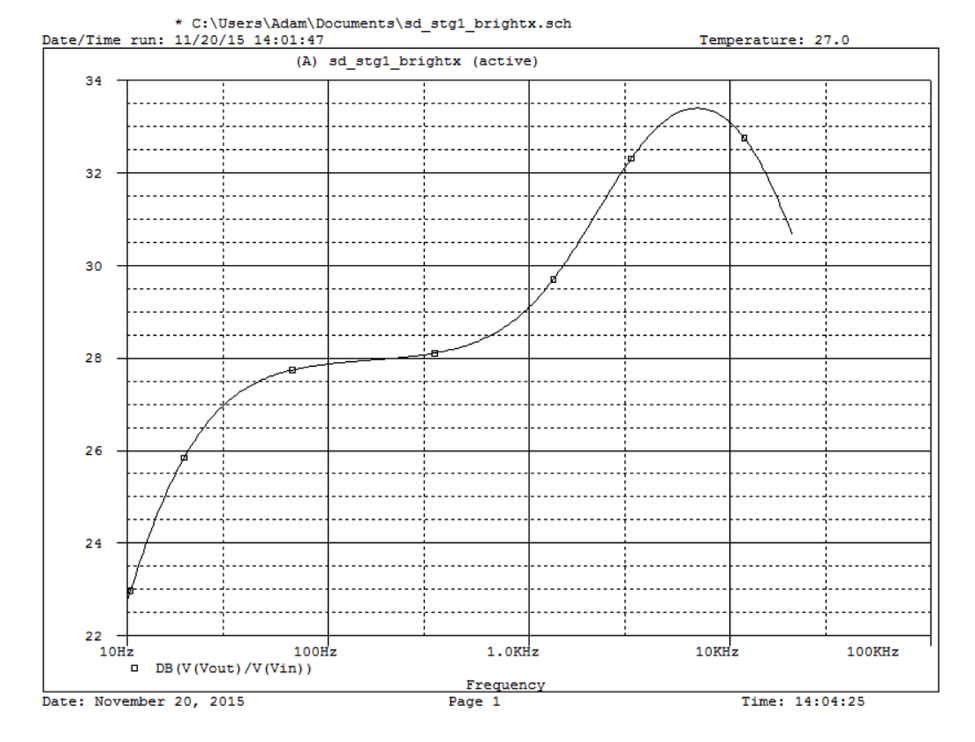 * C:\Users\Adam\Documents\sd_stg1_brightx.sch
Date/Time run: 11/20/15 14:01:47 Temperature: 27.0
(A) sd_stg1_brightx (active)
34
32
30
28
26
24
22
10Hz 100Hz 1.0KHz 10KHz 100KHz
DB(V(Vout)/V(Vin))
Frequency
Date: November 20, 2015 Page 1 Time: 14:04:25